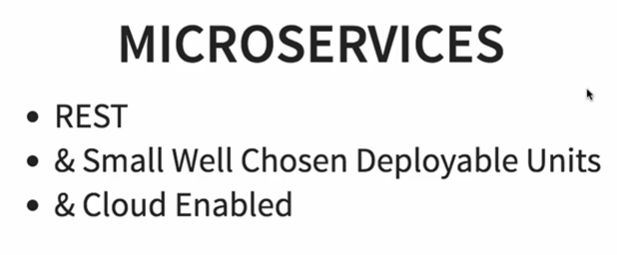 MICROSERVICES
• REST
• & Small Well Chosen Deployable Units
• & Cloud Enabled